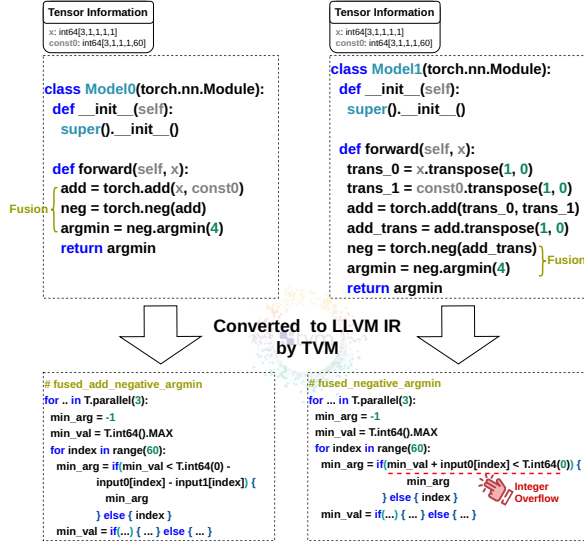 Tensor Information
x: int64[3,1,1,1,1]
const0: int64[3,1,1,1,60]
class Model0(torch.nn.Module):
def __init__(self):
super().__init__()
def forward(self, x):
add = torch.add(x, const0)
neg = torch.neg(add)
argmin = neg.argmin(4)
return argmin
Fusion
Tensor Information
x: int64[3,1,1,1,1]
const0: int64[3,1,1,1,60]
class Model1(torch.nn.Module):
def __init__(self):
super().__init__()
def forward(self, x):
trans_0 = x.transpose(1, 0)
trans_1 = const0.transpose(1, 0)
add = torch.add(trans_0, trans_1)
add_trans = add.transpose(1, 0)
neg = torch.neg(add_trans)
argmin = neg.argmin(4)
return argmin
Fusion
Converted to LLVM IR
by TVM
# fused_add_negative_argmin
for .. in T.parallel(3):
min_arg = -1
min_val = T.int64().MAX
for index in range(60):
min_arg = if(min_val < T.int64(0) -
input0[index] - input1[index]) {
min_arg
} else { index }
min_val = if(...) { ... } else { ... }
# fused_negative_argmin
for ... in T.parallel(3):
min_arg = -1
min_val = T.int64().MAX
for index in range(60):
min_arg = if(min_val + input0[index] < T.int64(0)) {
min_arg
} else { index }
min_val = if(...) { ... } else { ... }
Integer
Overflow